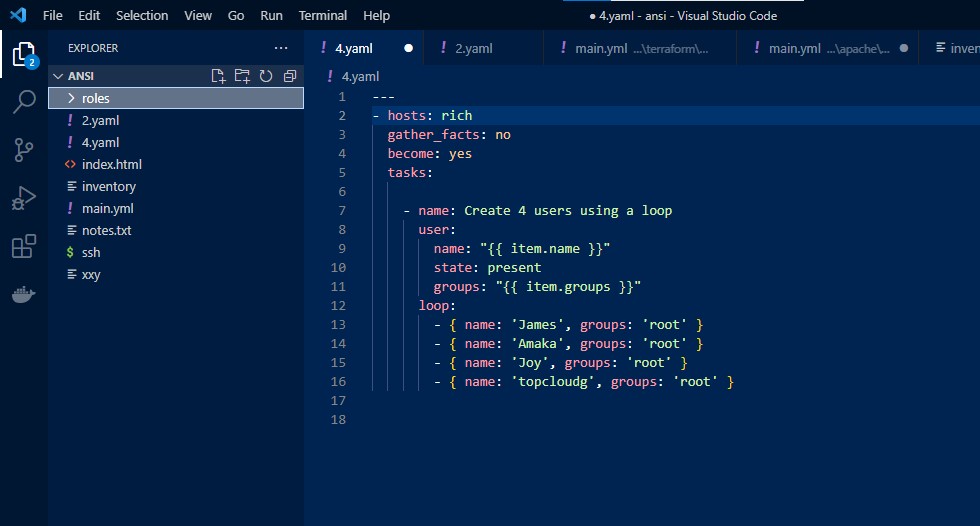 File Edit Selection View Go Run Terminal Help
● 4.yaml - ansi - Visual Studio Code
EXPLORER ···
2
ANSI
> roles
! 2.yaml
! 4.yaml
<> index.html
inventory
! main.yml
notes.txt
$ ssh
xxy
! 4.yaml ●
! 2.yaml
! main.yml ...\terraform\...
! main.yml ...\apache\... ●
inven
! 4.yaml
1 ---
2 - hosts: rich
3 gather_facts: no
4 become: yes
5 tasks:
6
7 - name: Create 4 users using a loop
8 user:
9 name: "{{ item.name }}"
10 state: present
11 groups: "{{ item.groups }}"
12 loop:
13 - { name: 'James', groups: 'root' }
14 - { name: 'Amaka', groups: 'root' }
15 - { name: 'Joy', groups: 'root' }
16 - { name: 'topcloudg', groups: 'root' }
17
18